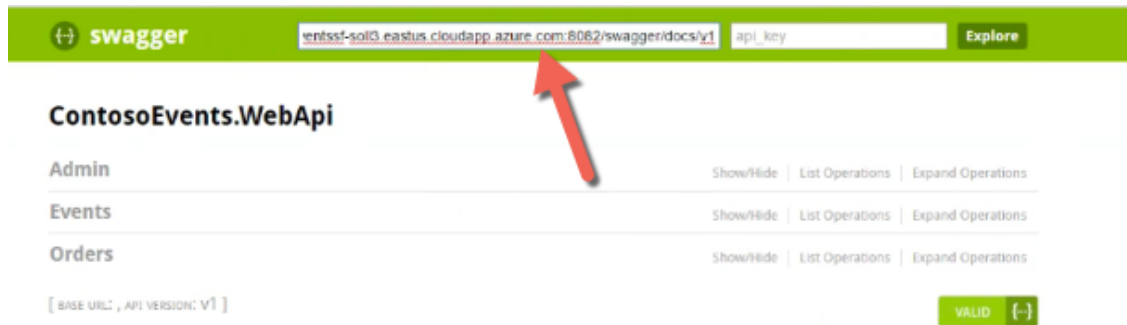 {···} swagger entssf-soll3.eastus.cloudapp.azure.com:8082/swagger/docs/v1 api_key Explore
ContosoEvents.WebApi
Admin Show/Hide List Operations Expand Operations
Events Show/Hide List Operations Expand Operations
Orders Show/Hide List Operations Expand Operations
[ BASE URL: , API VERSION: V1 ]
VALID {···}